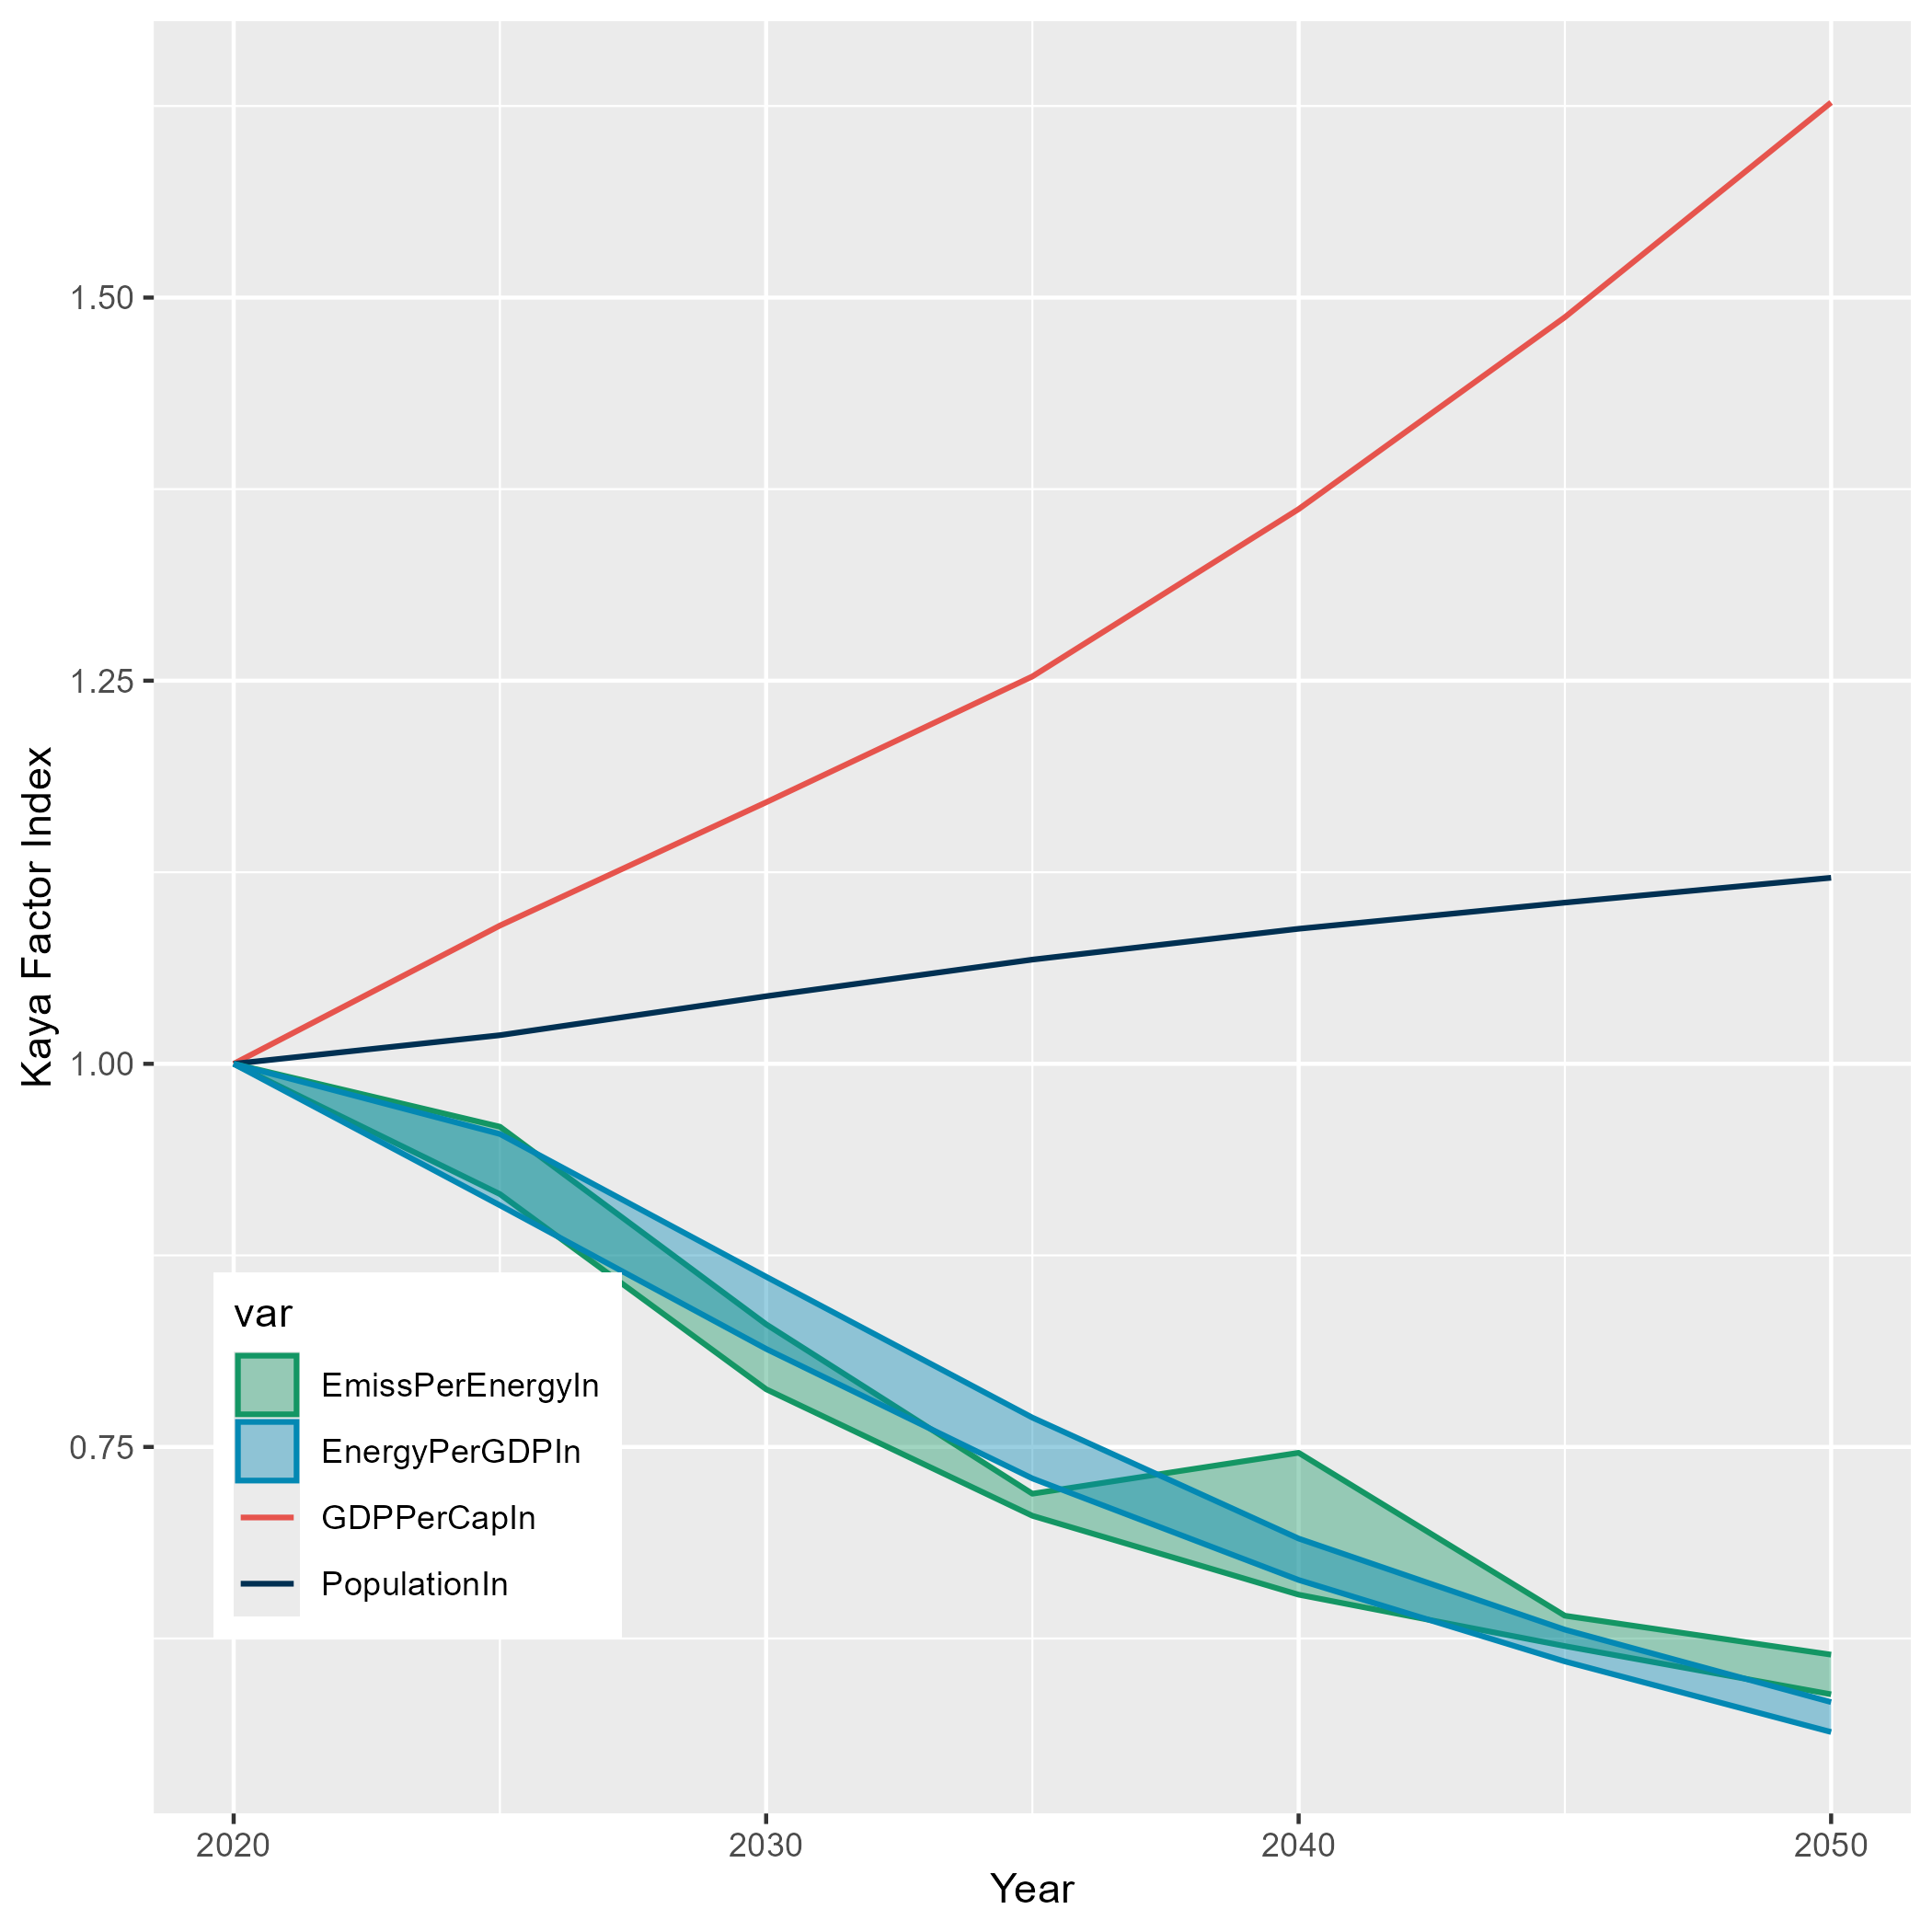 Kaya Factor Index
1.50
1.25
1.00
0.75
var
EmissPerEnergyIn
EnergyPerGDPIn
GDPPerCapIn
PopulationIn
2020 2030 2040 2050
Year